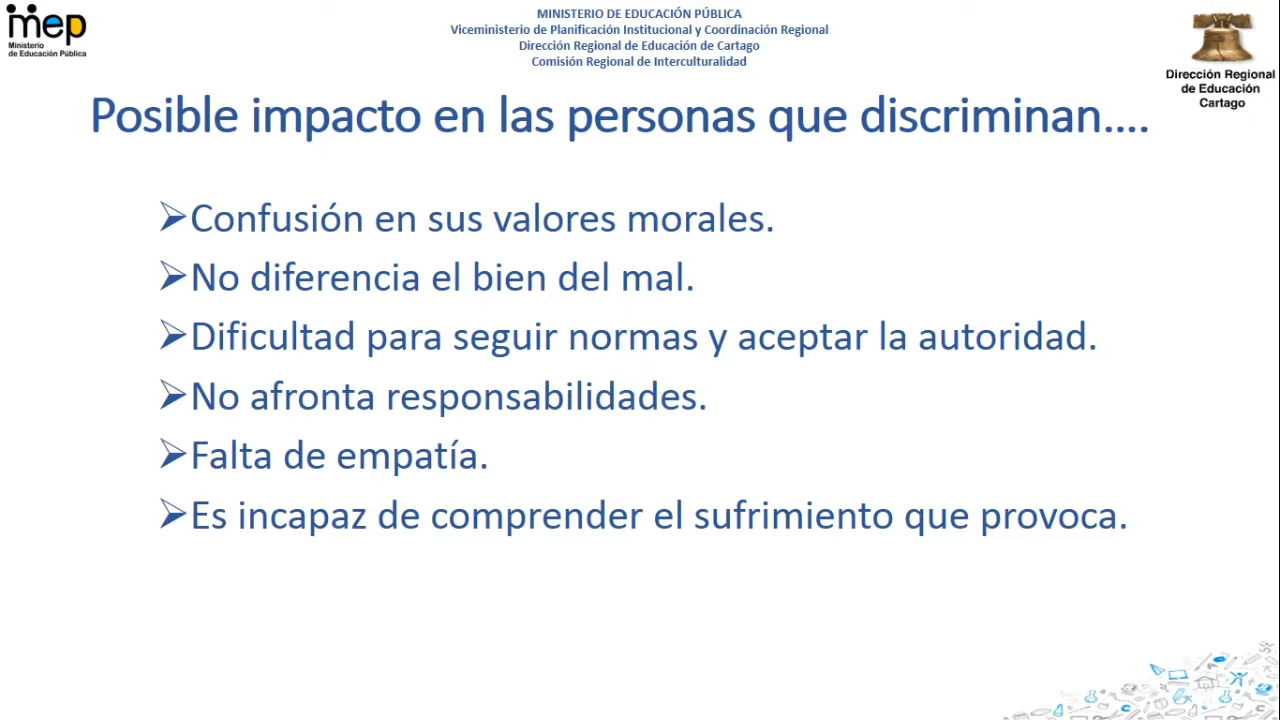 mep
Ministerio
de Educación Pública
MINISTERIO DE EDUCACIÓN PÚBLICA
Viceministerio de Planificación Institucional y Coordinación Regional
Dirección Regional de Educación de Cartago
Comisión Regional de Interculturalidad
Dirección Regional
de Educación
Cartago
Posible impacto en las personas que discriminan....
➢Confusión en sus valores morales.
➢No diferencia el bien del mal.
➢Dificultad para seguir normas y aceptar la autoridad.
➢No afronta responsabilidades.
➢Falta de empatía.
➢Es incapaz de comprender el sufrimiento que provoca.